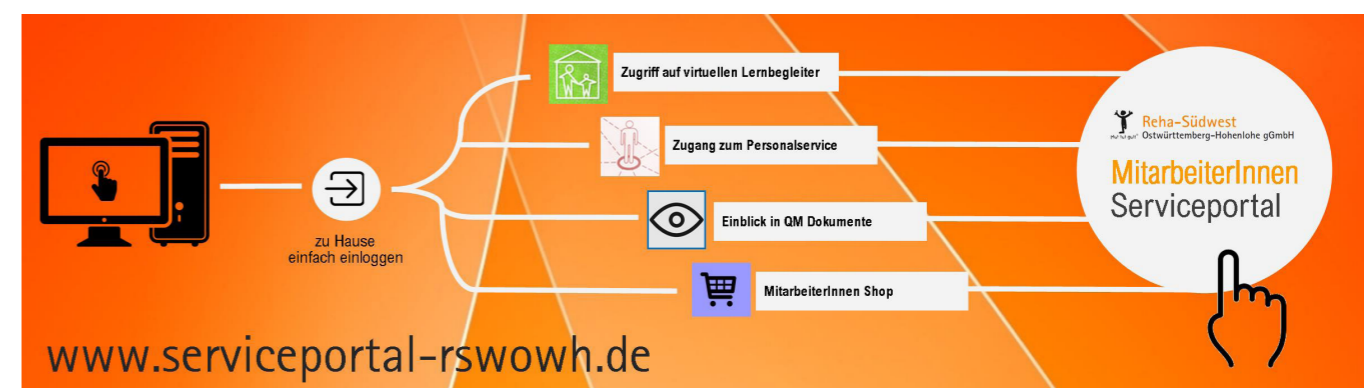 Zugriff auf virtuellen Lernbegleiter
Zugang zum Personalservice
Einblick in QM Dokumente
MitarbeiterInnen Shop
zu Hause
einfach einloggen
Reha-Südwest
Ostwürttemberg-Hohenlohe gGmbH
MitarbeiterInnen
Serviceportal
www.serviceportal-rswowh.de